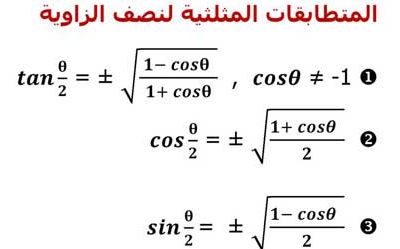 المتطابقات المثلثية لنصف الزاوية
❶ tan θ/2 = ± √((1− cosθ)/(1+ cosθ)) , cosθ ≠ -1
❷ cos θ/2 = ± √((1+ cosθ)/2)
❸ sin θ/2 = ± √((1− cosθ)/2)